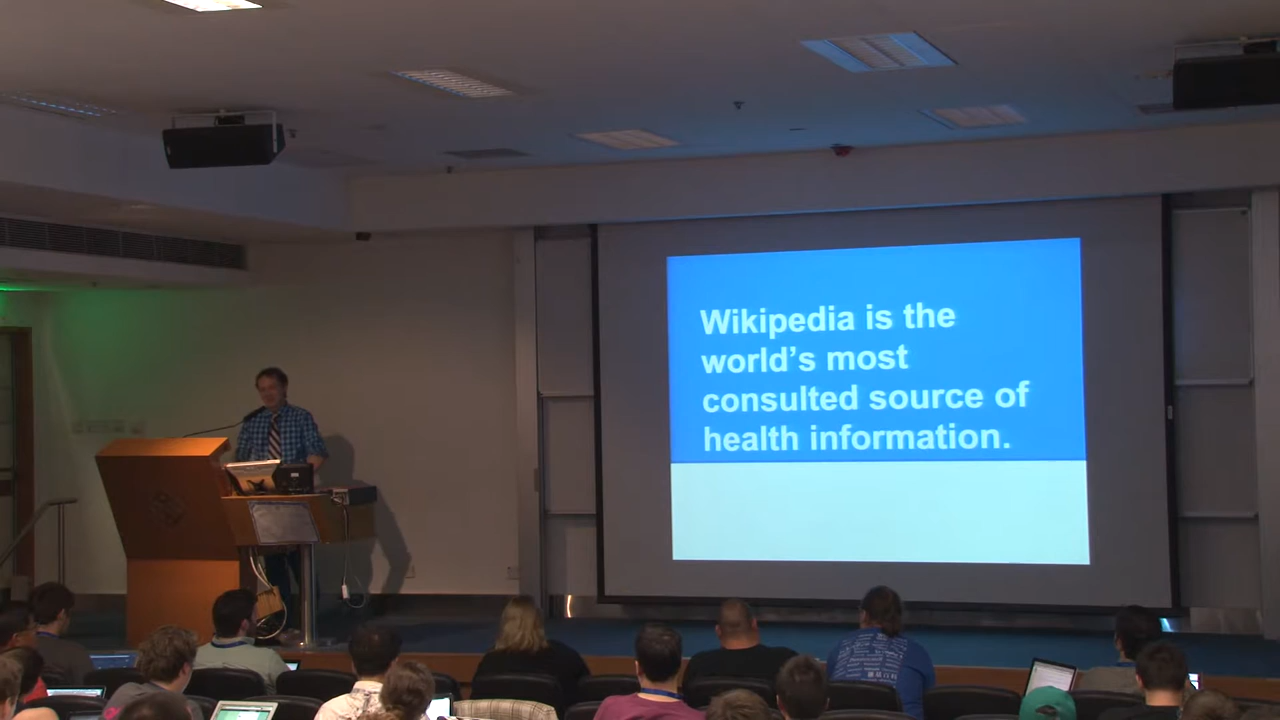 Wikipedia is the
world's most
consulted source of
health information.